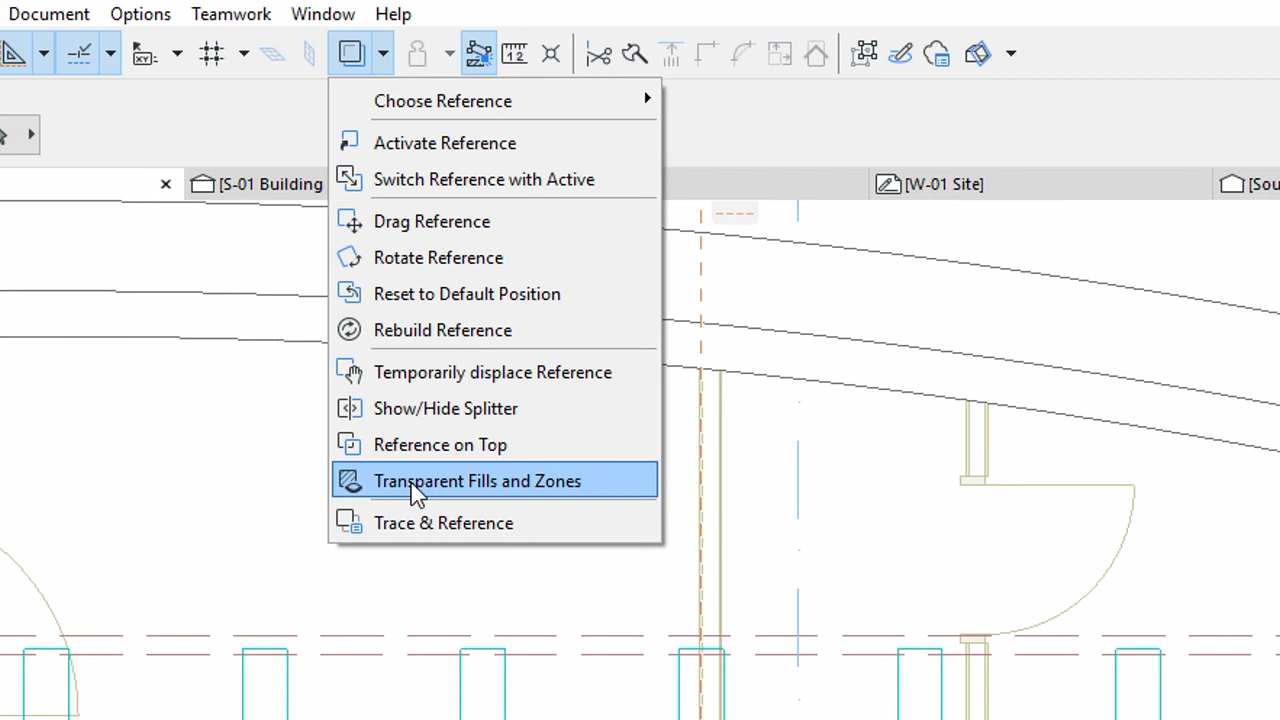 Document Options Teamwork Window Help
12
Choose Reference
Activate Reference
Switch Reference with Active
[S-01 Building
[W-01 Site]
[Sou
Drag Reference
Rotate Reference
Reset to Default Position
Rebuild Reference
Temporarily displace Reference
Show/Hide Splitter
Reference on Top
Transparent Fills and Zones
Trace & Reference